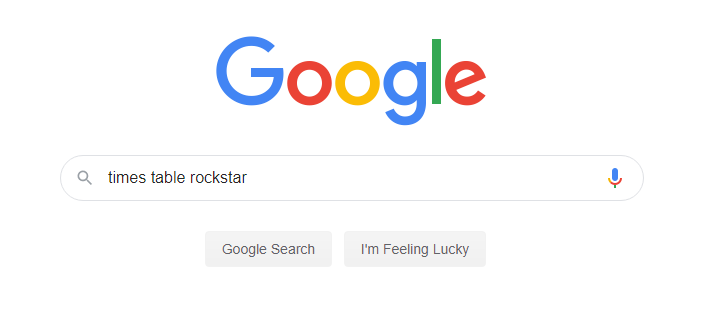 Google
times table rockstar
Google Search
I'm Feeling Lucky